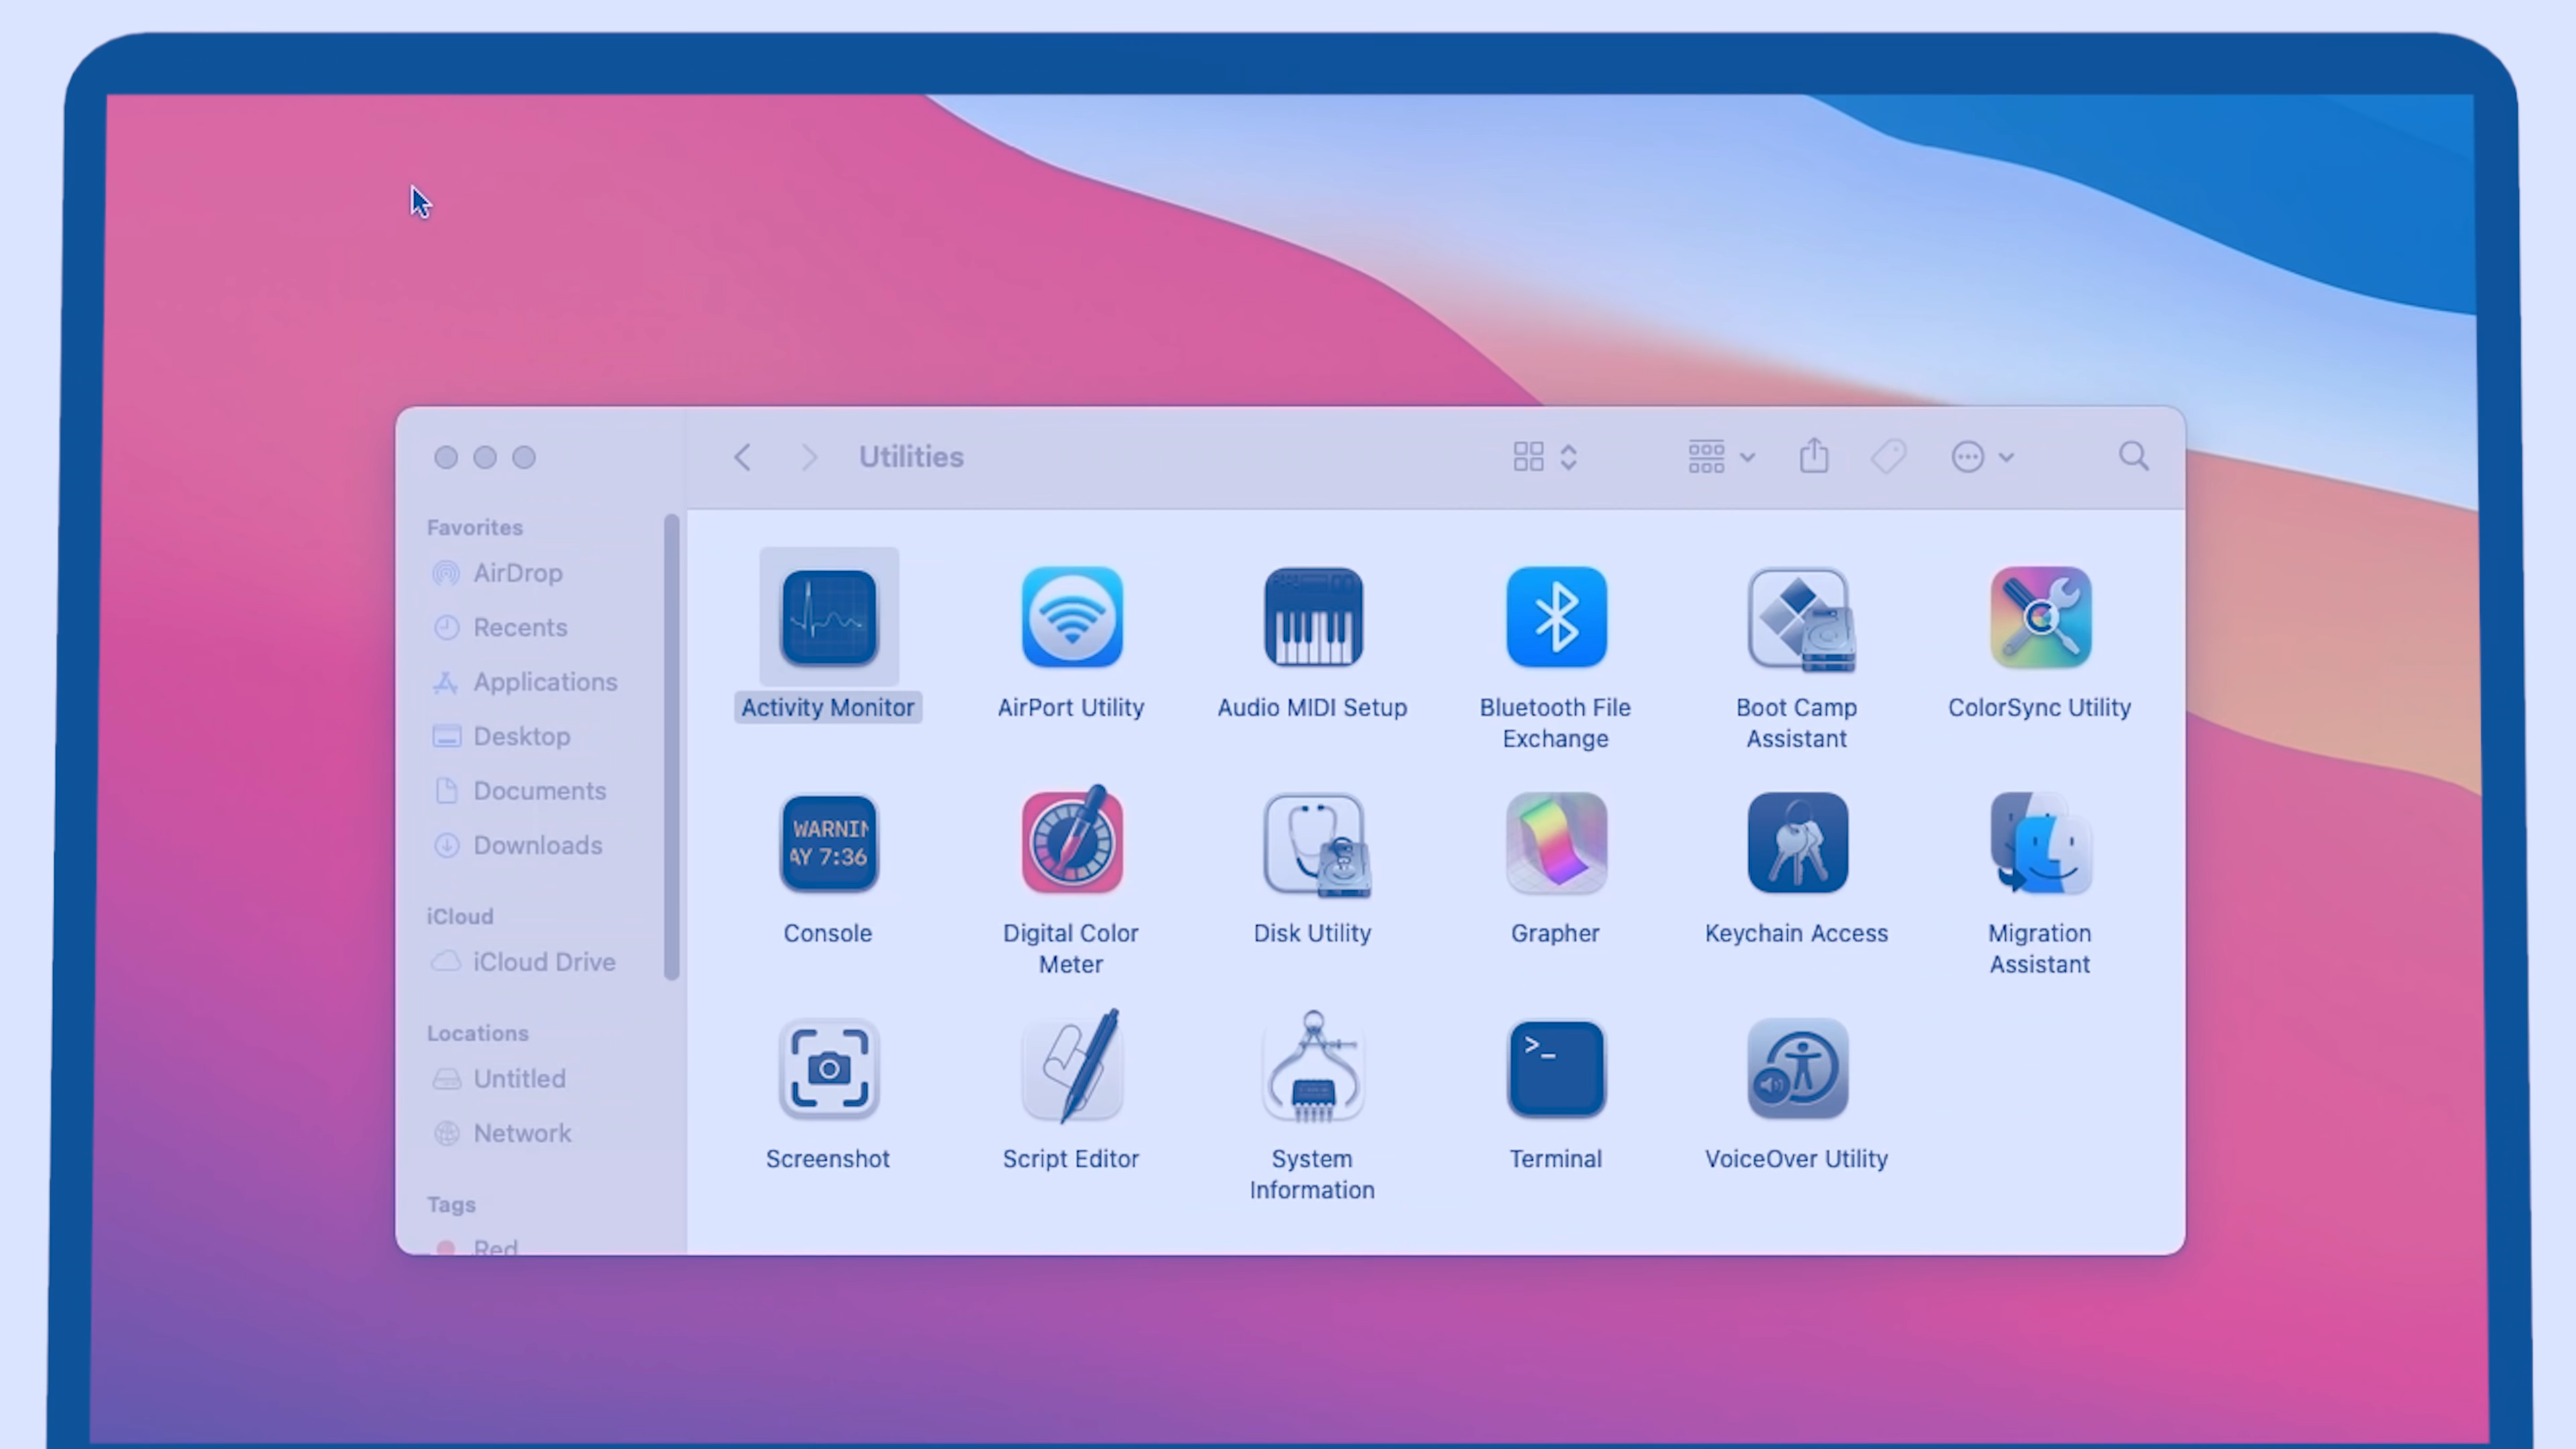 Utilities
Favorites
AirDrop
Recents
Applications
Desktop
Documents
Downloads
iCloud
iCloud Drive
Locations
Untitled
Network
Tags
Red
Activity Monitor
AirPort Utility
Audio MIDI Setup
Bluetooth File
Exchange
Boot Camp
Assistant
ColorSync Utility
WARNIN
AY 7:36
Console
Digital Color
Meter
Disk Utility
Grapher
Keychain Access
Migration
Assistant
Screenshot
Script Editor
System
Information
>_
Terminal
VoiceOver Utility